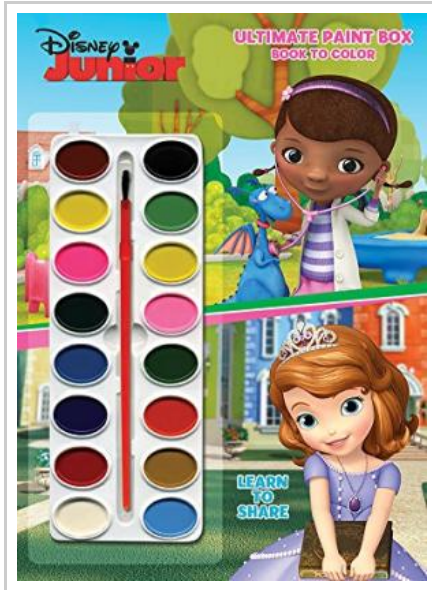 Disney
Junior
ULTIMATE PAINT BOX
BOOK TO COLOR
LEARN
TO
SHARE